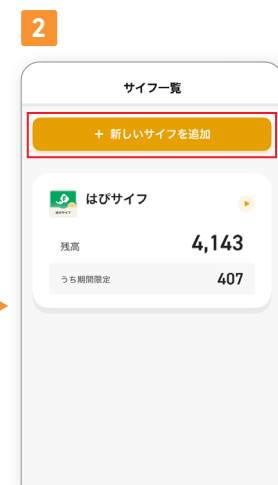 2
サイフ一覧
+ 新しいサイフを追加
はぴサイフ
残高 4,143
うち期間限定 407